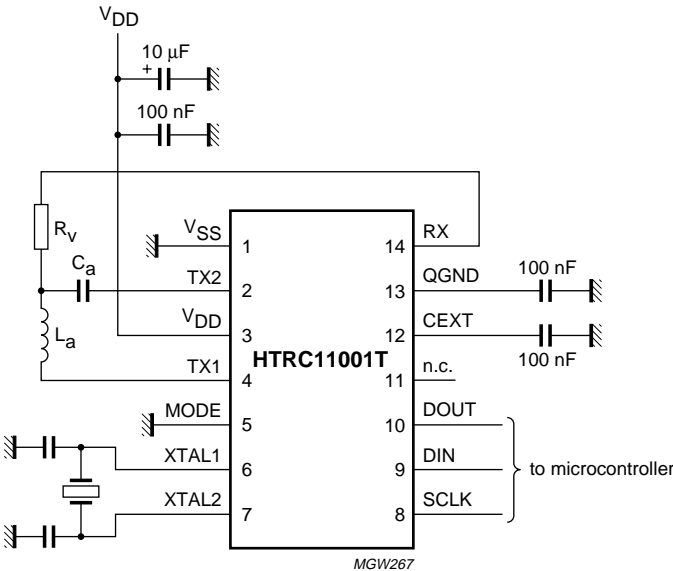 VDD
10 µF
+
100 nF
Rv
Ca
La
VSS
1
TX2
2
VDD
3
TX1
4
MODE
5
XTAL1
6
XTAL2
7
HTRC11001T
RX
14
QGND
13
100 nF
CEXT
12
100 nF
n.c.
11
DOUT
10
DIN
9
SCLK
8
to microcontroller
MGW267